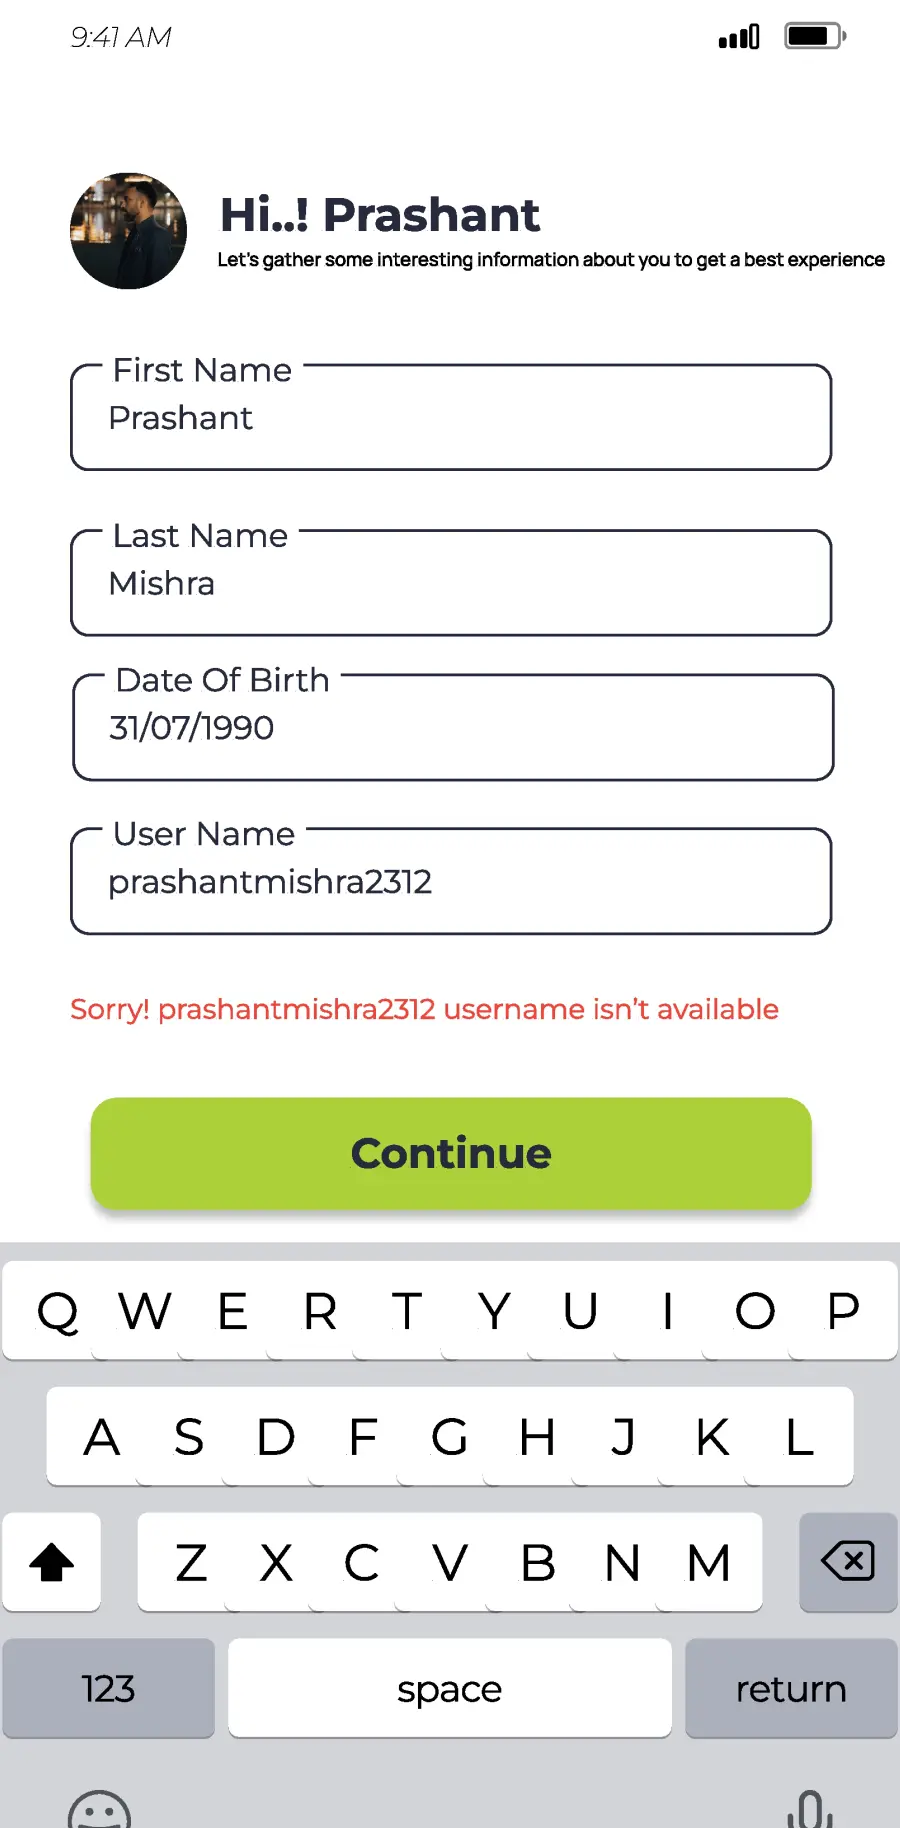 9:41 AM
Hi..! Prashant
Let's gather some interesting information about you to get a best experience
First Name
Prashant
Last Name
Mishra
Date Of Birth
31/07/1990
User Name
prashantmishra2312
Sorry! prashantmishra2312 username isn't available
Continue
Q W E R T Y U I O P
A S D F G H J K L
Z X C V B N M
123 space return